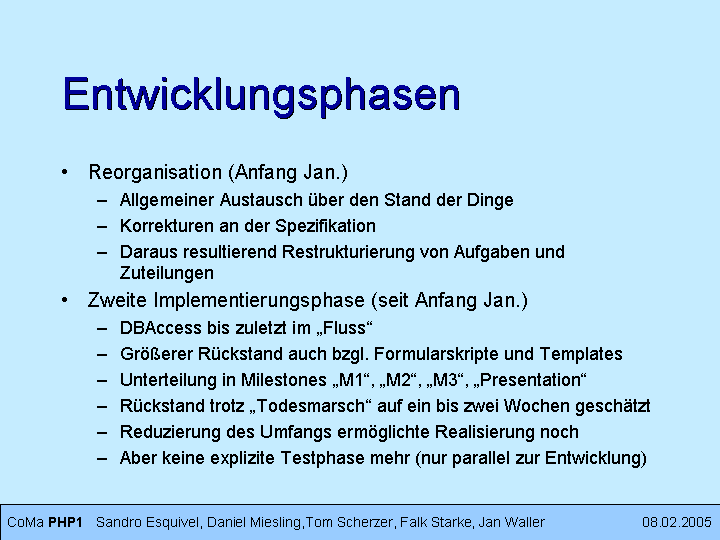 Entwicklungsphasen
• Reorganisation (Anfang Jan.)
– Allgemeiner Austausch über den Stand der Dinge
– Korrekturen an der Spezifikation
– Daraus resultierend Restrukturierung von Aufgaben und
Zuteilungen
• Zweite Implementierungsphase (seit Anfang Jan.)
– DBAccess bis zuletzt im „Fluss“
– Größerer Rückstand auch bzgl. Formularskripte und Templates
– Unterteilung in Milestones „M1“, „M2“, „M3“, „Presentation“
– Rückstand trotz „Todesmarsch“ auf ein bis zwei Wochen geschätzt
– Reduzierung des Umfangs ermöglichte Realisierung noch
– Aber keine explizite Testphase mehr (nur parallel zur Entwicklung)
CoMa PHP1 Sandro Esquivel, Daniel Miesling,Tom Scherzer, Falk Starke, Jan Waller 08.02.2005